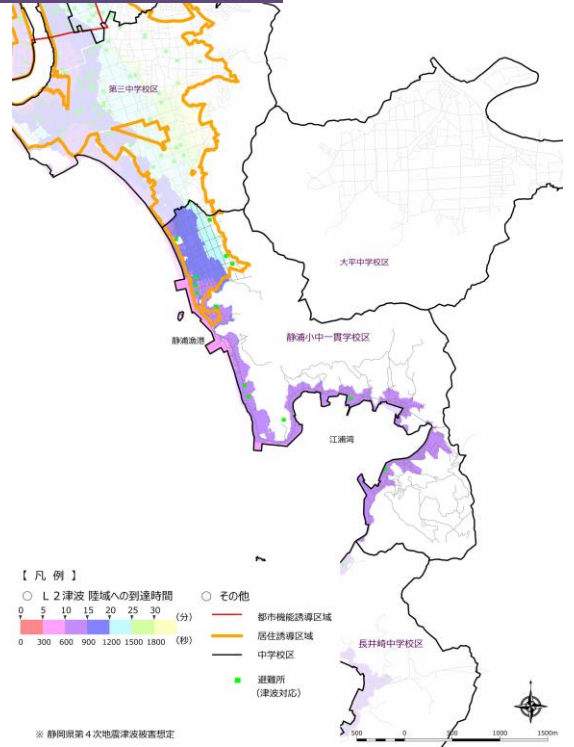 第三中学校区
大平中学校区
静浦漁港
静浦小中一貫学校区
江浦湾
長井崎中学校区
【 凡 例 】
○ L２津波 陸域への到達時間
0 5 10 15 20 25 30 (分)
0 300 600 900 1200 1500 1800 (秒)
○ その他
都市機能誘導区域
居住誘導区域
中学校区
避難所
(津波対応)
※ 静岡県第４次地震津波被害想定
500 0 500 1000 1500m